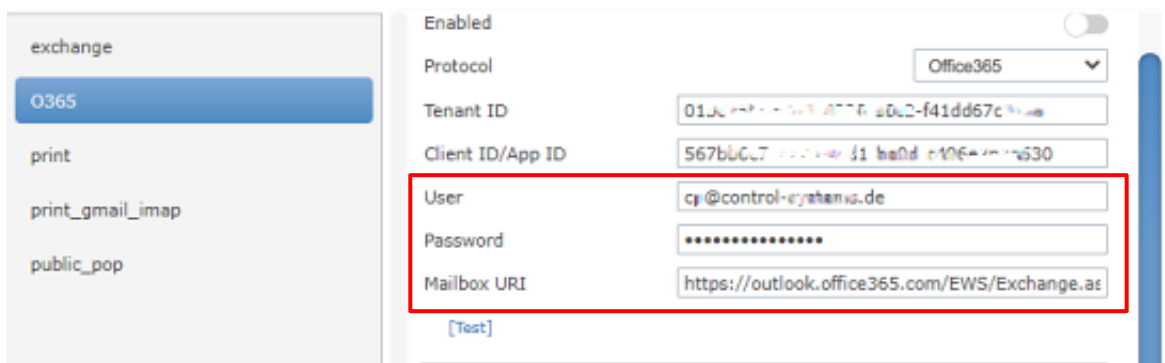 exchange
O365
print
print_gmail_imap
public_pop
Enabled
Protocol
Office365
Tenant ID
Client ID/App ID
User
Password
•••••••••••••••
Mailbox URI
https://outlook.office365.com/EWS/Exchange.as
[Test]